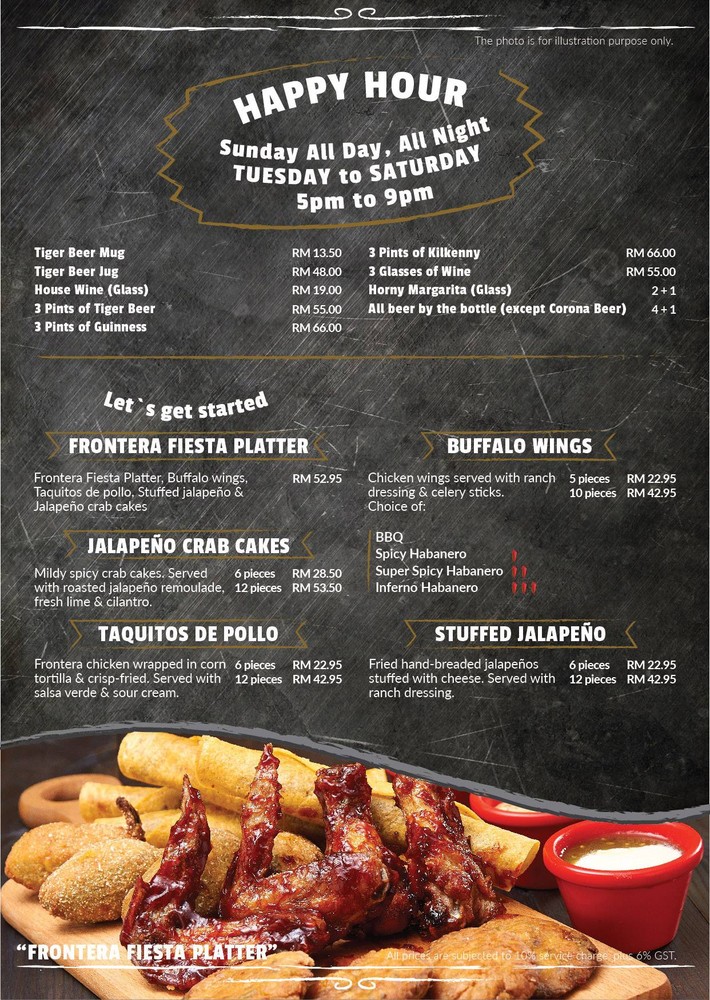 The photo is for illustration purpose only.
HAPPY HOUR
Sunday All Day, All Night
TUESDAY to SATURDAY
5pm to 9pm
Tiger Beer Mug RM 13.50
Tiger Beer Jug RM 48.00
House Wine (Glass) RM 19.00
3 Pints of Tiger Beer RM 55.00
3 Pints of Guinness RM 66.00
3 Pints of Kilkenny RM 66.00
3 Glasses of Wine RM 55.00
Horny Margarita (Glass) 2 + 1
All beer by the bottle (except Corona Beer) 4 + 1
Let`s get started
FRONTERA FIESTA PLATTER
Frontera Fiesta Platter, Buffalo wings, RM 52.95
Taquitos de pollo, Stuffed jalapeño &
Jalapeño crab cakes
JALAPEÑO CRAB CAKES
Mildy spicy crab cakes. Served 6 pieces RM 28.50
with roasted jalapeño remoulade, 12 pieces RM 53.50
fresh lime & cilantro.
TAQUITOS DE POLLO
Frontera chicken wrapped in corn 6 pieces RM 22.95
tortilla & crisp-fried. Served with 12 pieces RM 42.95
salsa verde & sour cream.
BUFFALO WINGS
Chicken wings served with ranch 5 pieces RM 22.95
dressing & celery sticks. 10 pieces RM 42.95
Choice of:
BBQ
Spicy Habanero
Super Spicy Habanero
Inferno Habanero
STUFFED JALAPEÑO
Fried hand-breaded jalapeños 6 pieces RM 22.95
stuffed with cheese. Served with 12 pieces RM 42.95
ranch dressing.
“FRONTERA FIESTA PLATTER”
All prices are subjected to 10% service charge, plus 6% GST.